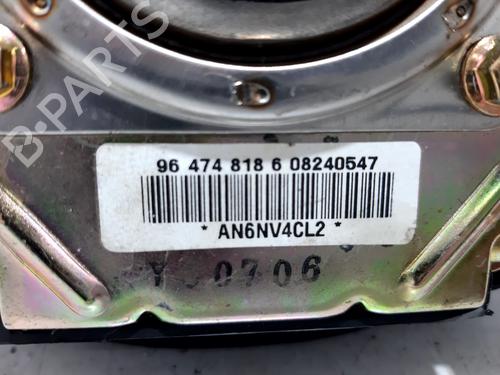 B-PARTS
D
96 474 818 6 08240547
* AN6NV4CL2 *
0706